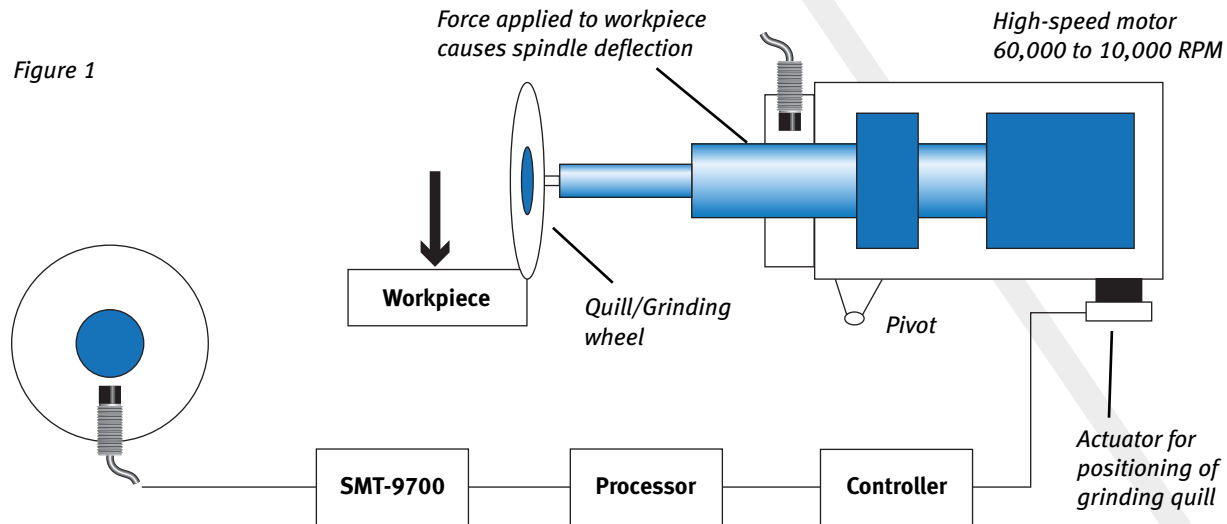 Figure 1
Force applied to workpiece
causes spindle deflection
High-speed motor
60,000 to 10,000 RPM
Workpiece
Quill/Grinding
wheel
Pivot
SMT-9700
Processor
Controller
Actuator for
positioning of
grinding quill